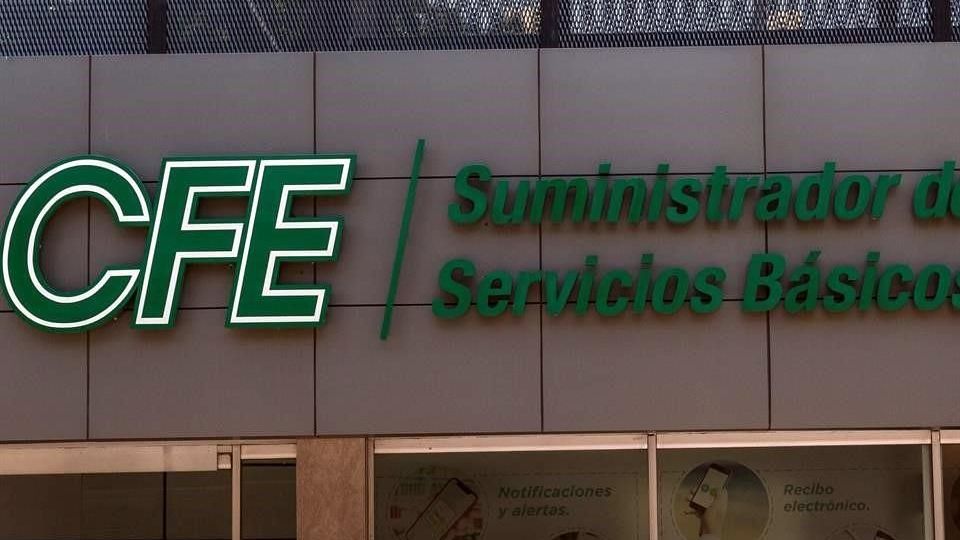 CFE
Suministrador de
Servicios Básicos
Notificaciones
y alertas.
Recibo
electrónico.